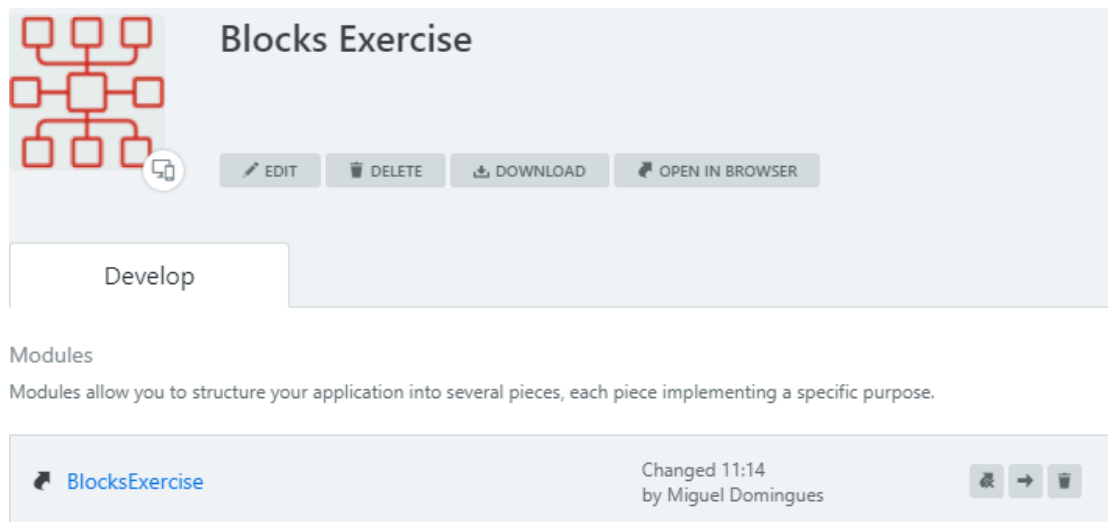 Blocks Exercise
EDIT
DELETE
DOWNLOAD
OPEN IN BROWSER
Develop
Modules
Modules allow you to structure your application into several pieces, each piece implementing a specific purpose.
BlocksExercise
Changed 11:14
by Miguel Domingues